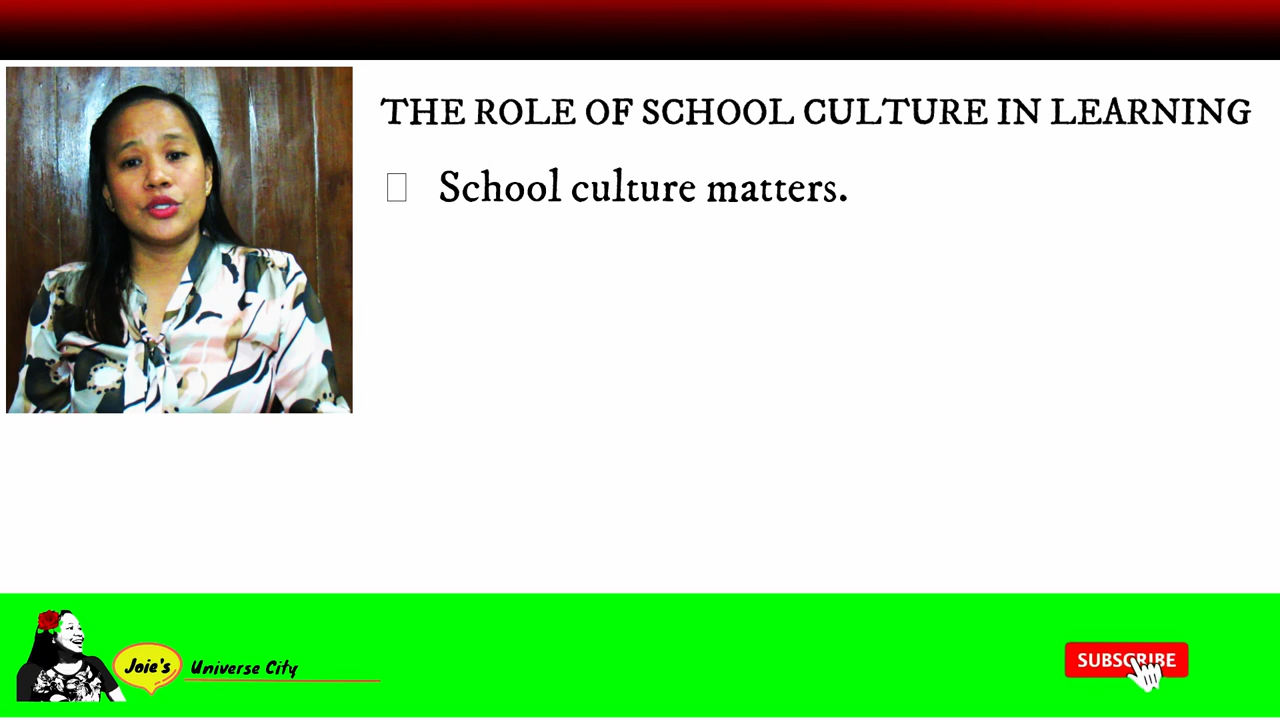 THE ROLE OF SCHOOL CULTURE IN LEARNING
School culture matters.
Joie's Universe City
SUBSCRIBE